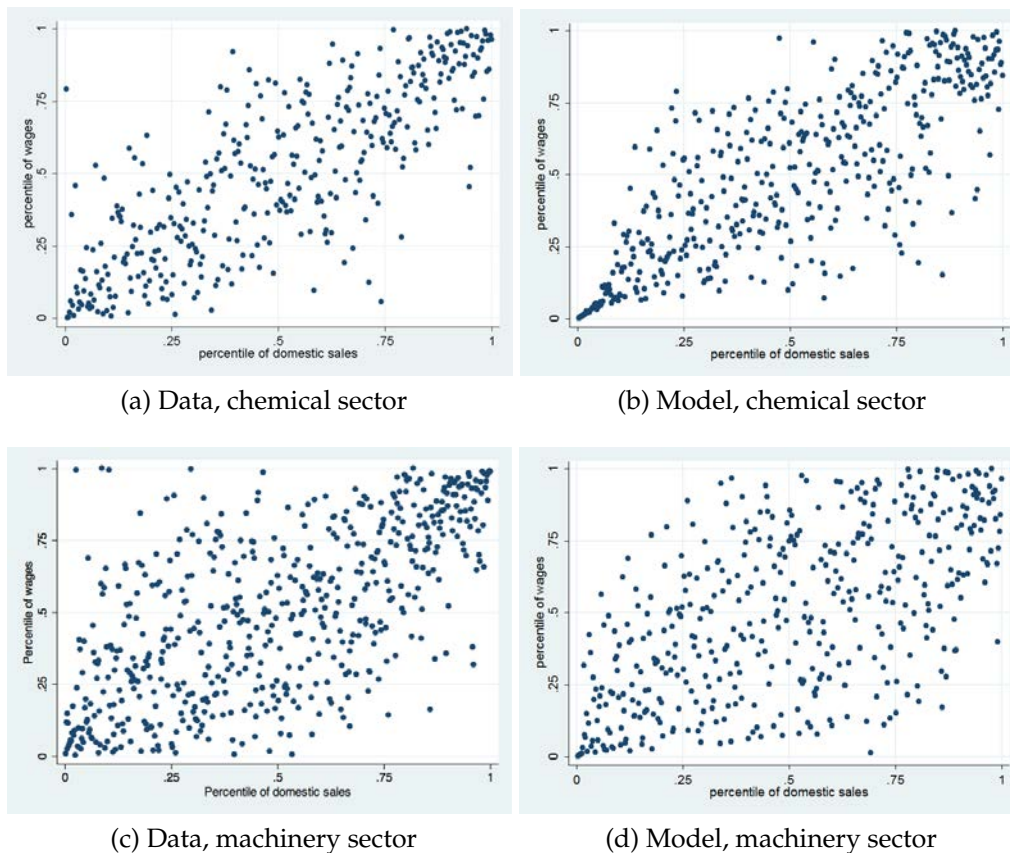 1
.75
.5
.25
0
percentile of wages
0 .25 .5 .75 1
percentile of domestic sales
(a) Data, chemical sector
1
.75
.5
.25
0
percentile of wages
0 .25 .5 .75 1
percentile of domestic sales
(b) Model, chemical sector
1
.75
.5
.25
0
Percentile of wages
0 .25 .5 .75 1
Percentile of domestic sales
(c) Data, machinery sector
1
.75
.5
.25
0
percentile of wages
0 .25 .5 .75 1
percentile of domestic sales
(d) Model, machinery sector